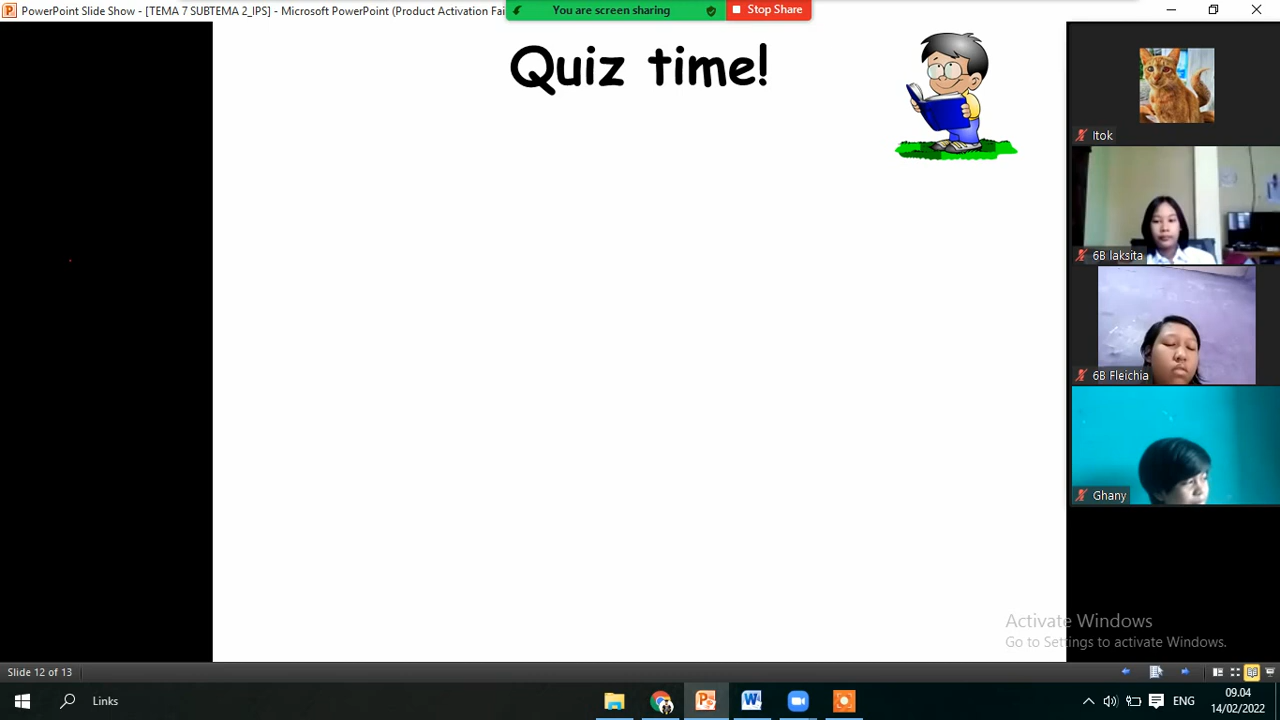 PowerPoint Slide Show - [TEMA 7 SUBTEMA 2_IPS] - Microsoft PowerPoint (Product Activation Fai
You are screen sharing
Stop Share
Quiz time!
Itok
6B laksita
6B Fleichia
Ghany
Activate Windows
Go to Settings to activate Windows.
Slide 12 of 13
Links
ENG
09.04
14/02/2022